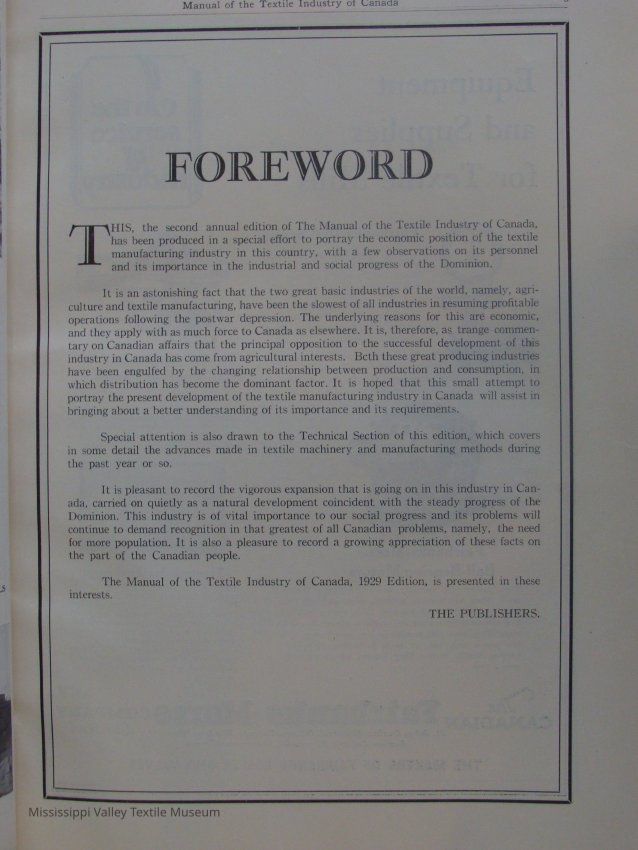 Manual of the Textile Industry of Canada
FOREWORD
THIS, the second annual edition of The Manual of the Textile Industry of Canada,
has been produced in a special effort to portray the economic position of the textile
manufacturing industry in this country, with a few observations on its personnel
and its importance in the industrial and social progress of the Dominion.
It is an astonishing fact that the two great basic industries of the world, namely, agri-
culture and textile manufacturing, have been the slowest of all industries in resuming profitable
operations following the postwar depression. The underlying reasons for this are economic,
and they apply with as much force to Canada as elsewhere. It is, therefore, as trange commen-
tary on Canadian affairs that the principal opposition to the successful development of this
industry in Canada has come from agricultural interests. Bcth these great producing industries
have been engulfed by the changing relationship between production and consumption, in
which distribution has become the dominant factor. It is hoped that this small attempt to
portray the present development of the textile manufacturing industry in Canada will assist in
bringing about a better understanding of its importance and its requirements.
Special attention is also drawn to the Technical Section of this edition, which covers
in some detail the advances made in textile machinery and manufacturing methods during
the past year or so.
It is pleasant to record the vigorous expansion that is going on in this industry in Can-
ada, carried on quietly as a natural development coincident with the steady progress of the
Dominion. This industry is of vital importance to our social progress and its problems will
continue to demand recognition in that greatest of all Canadian problems, namely, the need
for more population. It is also a pleasure to record a growing appreciation of these facts on
the part of the Canadian people.
The Manual of the Textile Industry of Canada, 1929 Edition, is presented in these
interests.
THE PUBLISHERS.
Mississippi Valley Textile Museum